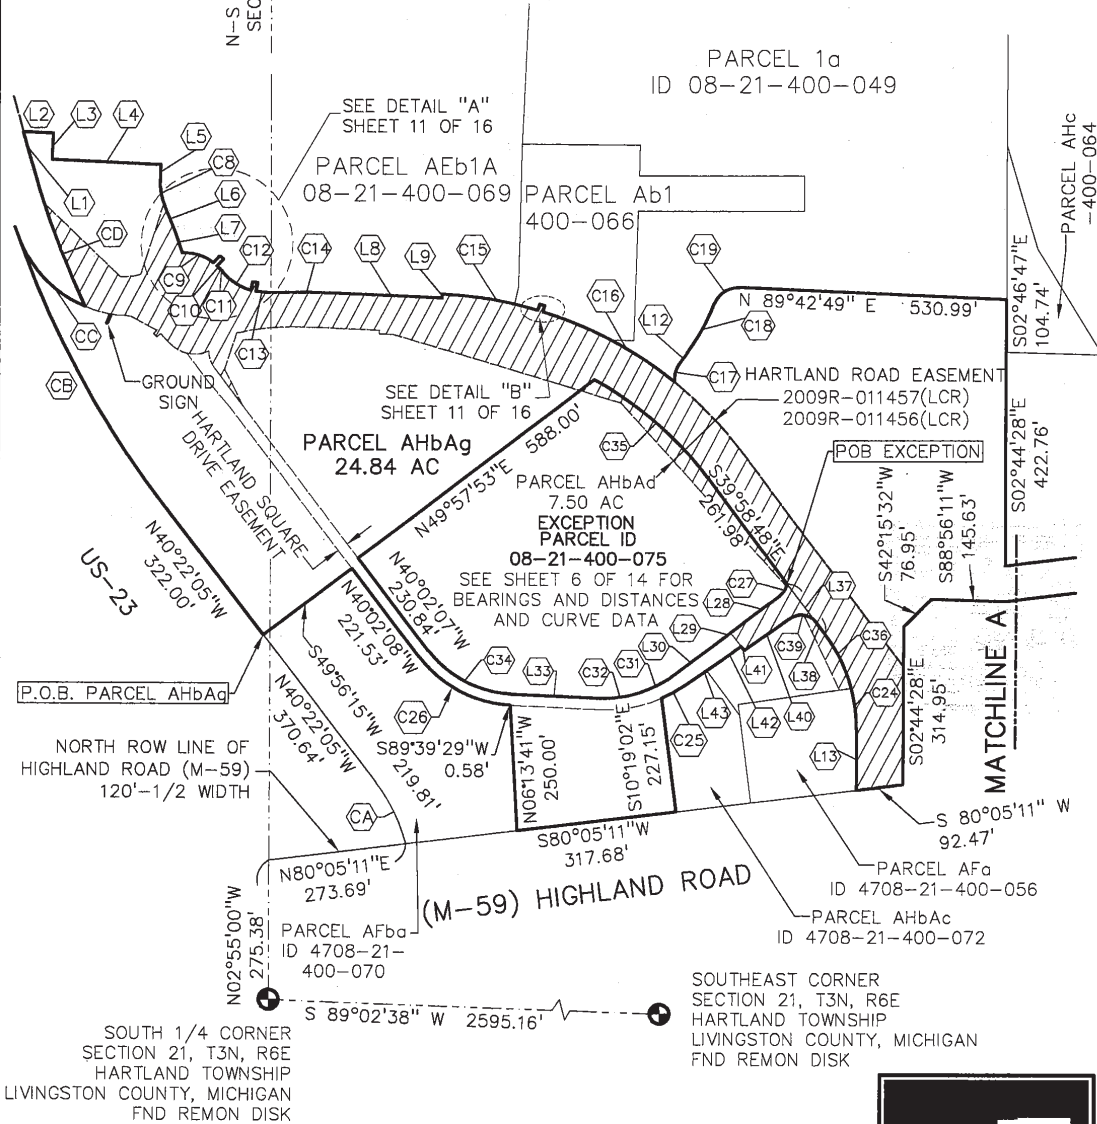 N-S
SEC
PARCEL 1a
ID 08-21-400-049
SEE DETAIL "A"
SHEET 11 OF 16
PARCEL AHc
-400-064
L2
L3
L4
L5
C8
L6
L1
L7
CD
C12
C14
L8
L9
C15
C19
PARCEL AEb1A
08-21-400-069
PARCEL Ab1
400-066
C9
C10
C11
C16
L12
N 89°42'49" E 530.99'
C18
S02°46'47"E
104.74'
CC
C13
CB
GROUND
SIGN
C17
HARTLAND ROAD EASEMENT
2009R-011457(LCR)
2009R-011456(LCR)
SEE DETAIL "B"
SHEET 11 OF 16
PARCEL AHbAg
24.84 AC
N49°57'53"E 588.00'
C35
S02°44'28"E
422.76'
POB EXCEPTION
HARTLAND SQUARE
DRIVE EASEMENT
PARCEL AHbAd
7.50 AC
EXCEPTION
PARCEL ID
08-21-400-075
SEE SHEET 6 OF 14 FOR
BEARINGS AND DISTANCES
AND CURVE DATA
S39°58'48"E
261.98'
S42°15'32"W
76.95'
S88°56'11"W
145.63'
US-23
N40°22'05"W
322.00'
N40°02'07"W
230.84'
N40°02'08"W
221.53'
C27
L28
L37
L29
C36
L30
C39
L41
C31
C34
L33
C32
L38
C24
S49°56'15"W
219.81'
P.O.B. PARCEL AHbAg
N40°22'05"W
370.64'
C26
L43
L42
L40
C25
S02°44'28"E
314.95'
MATCHLINE A
NORTH ROW LINE OF
HIGHLAND ROAD (M-59)
120'-1/2 WIDTH
S89°39'29"W
0.58'
N06°13'41"W
250.00'
S10°19'02"E
227.15'
L13
CA
S 80°05'11" W
92.47'
S80°05'11"W
317.68'
N80°05'11"E
273.69'
(M-59) HIGHLAND ROAD
PARCEL AFa
ID 4708-21-400-056
PARCEL AHbAc
ID 4708-21-400-072
N02°55'00"W
275.38'
PARCEL AFba
ID 4708-21-
400-070
S 89°02'38" W 2595.16'
SOUTHEAST CORNER
SECTION 21, T3N, R6E
HARTLAND TOWNSHIP
LIVINGSTON COUNTY, MICHIGAN
FND REMON DISK
SOUTH 1/4 CORNER
SECTION 21, T3N, R6E
HARTLAND TOWNSHIP
LIVINGSTON COUNTY, MICHIGAN
FND REMON DISK